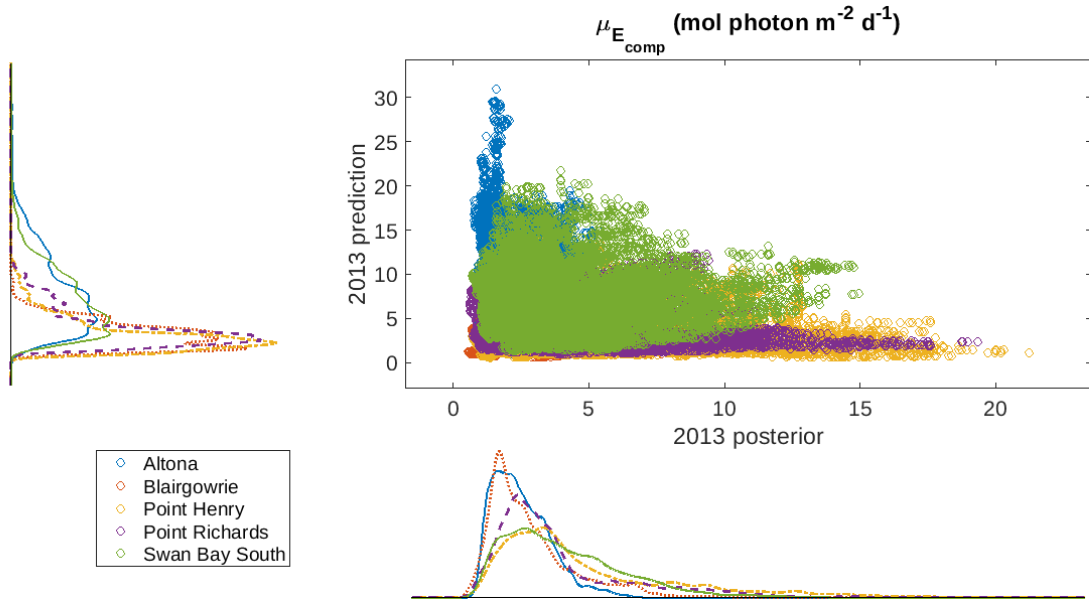 μE_comp (mol photon m^-2 d^-1)
30
25
20
15
10
5
0
2013 prediction
0 5 10 15 20
2013 posterior
Altona
Blairgowrie
Point Henry
Point Richards
Swan Bay South